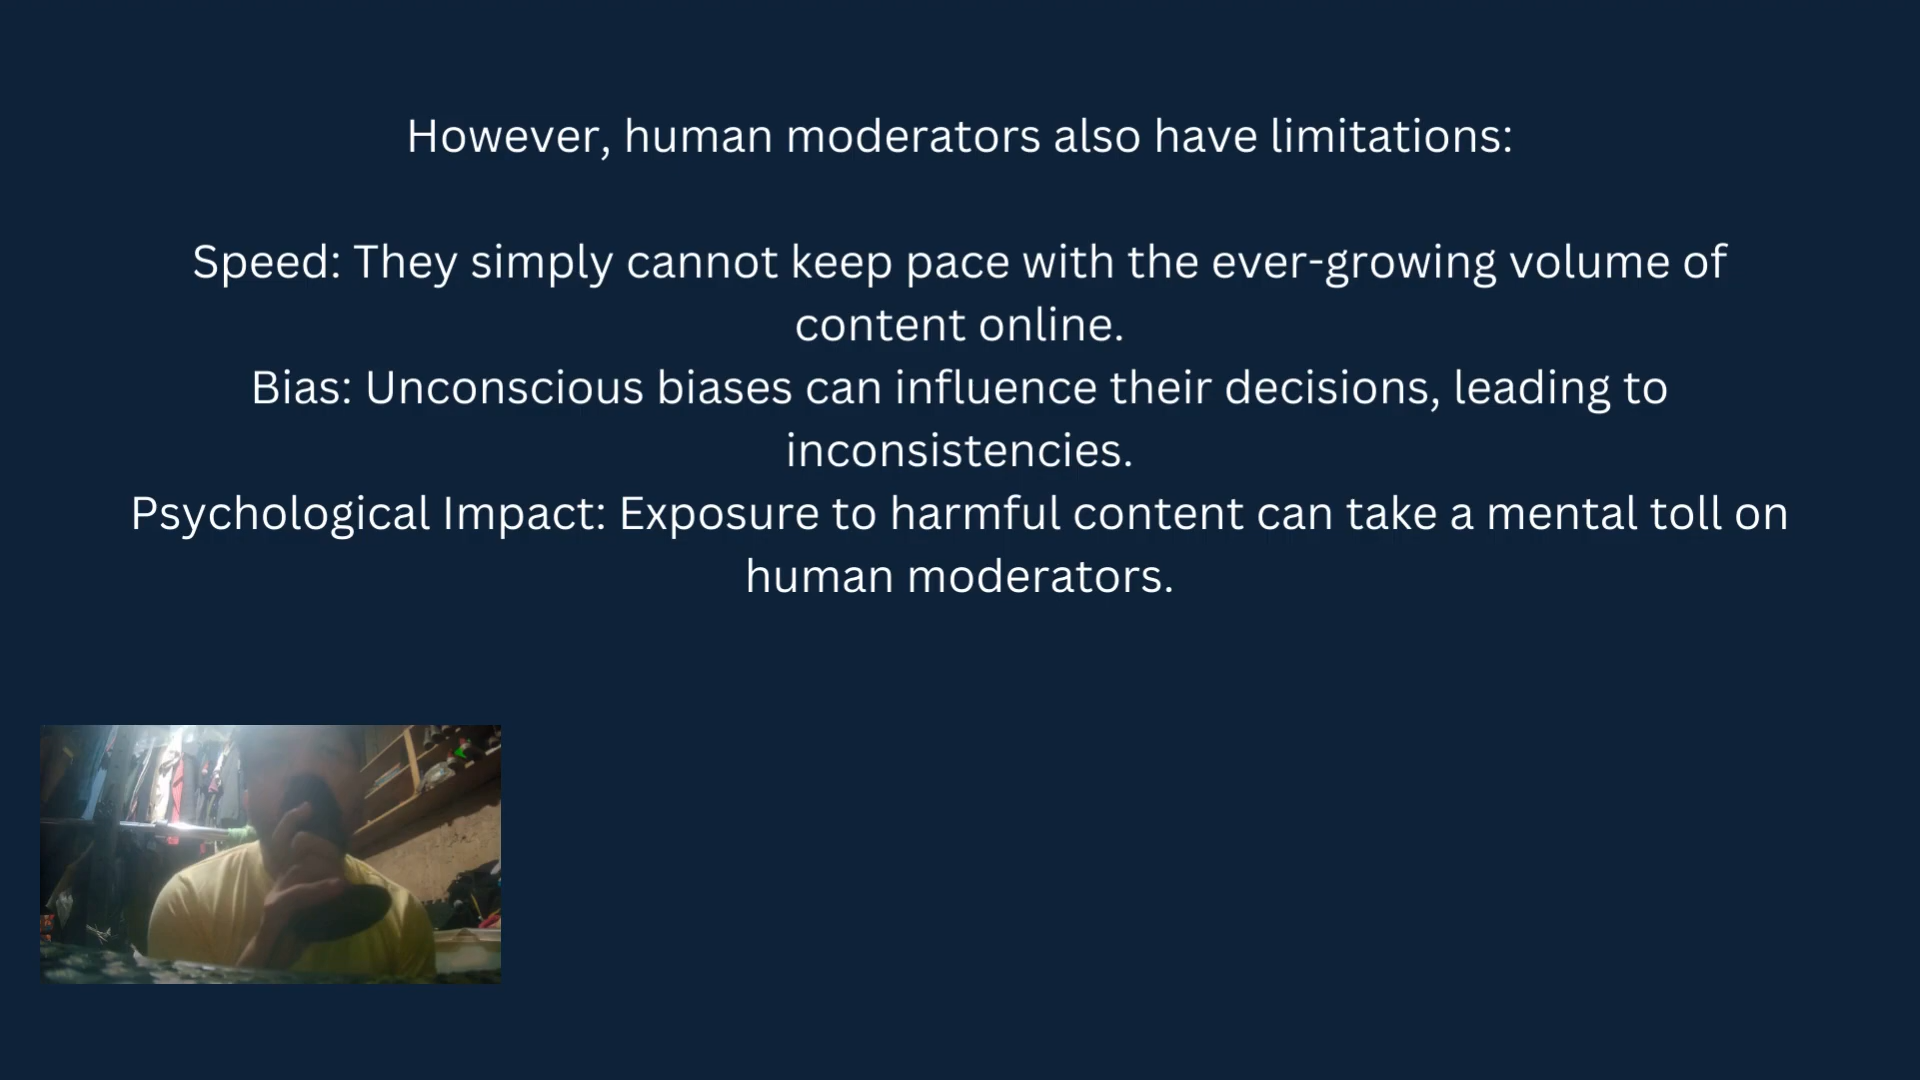 However, human moderators also have limitations:
Speed: They simply cannot keep pace with the ever-growing volume of
content online.
Bias: Unconscious biases can influence their decisions, leading to
inconsistencies.
Psychological Impact: Exposure to harmful content can take a mental toll on
human moderators.